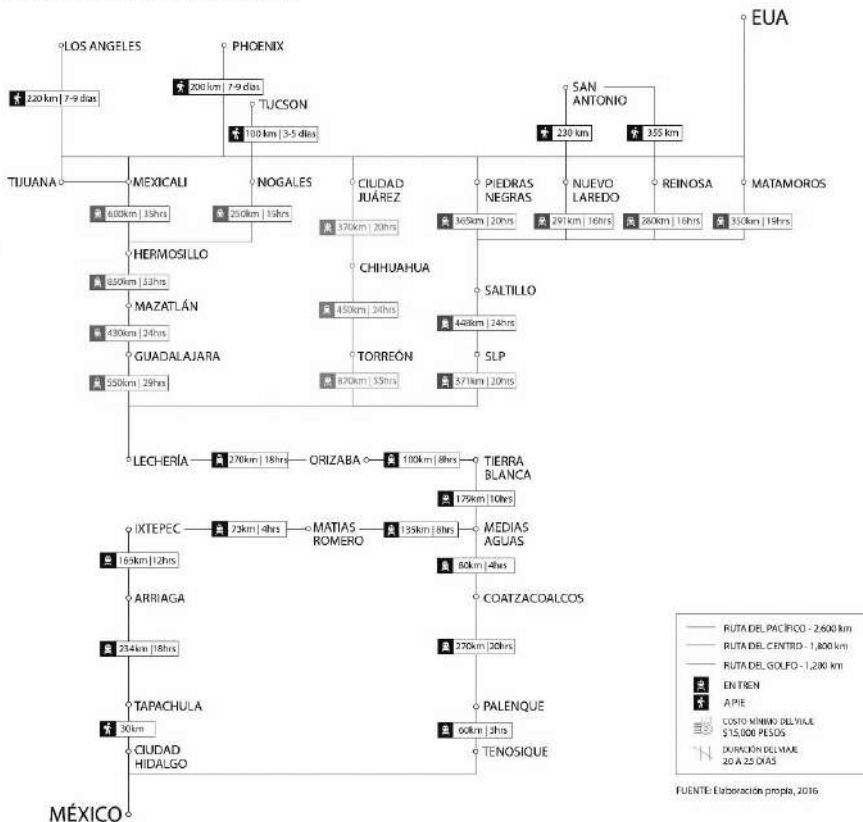 EUA
LOS ANGELES
PHOENIX
220 km | 7-9 días
200 km | 7-9 días
TUCSON
100 km | 3-5 días
SAN
ANTONIO
230 km
355 km
TIJUANA
MEXICALI
NOGALES
CIUDAD
JUÁREZ
PIEDRAS
NEGRAS
NUEVO
LAREDO
REINOSA
MATAMOROS
600km | 35hrs
250km | 15hrs
370km | 20hrs
365km | 20hrs
291km | 16hrs
280km | 16hrs
350km | 19hrs
HERMOSILLO
CHIHUAHUA
850km | 53hrs
SALTILLO
MAZATLÁN
450km | 24hrs
448km | 24hrs
430km | 24hrs
GUADALAJARA
TORREÓN
SLP
550km | 29hrs
870km | 55hrs
371km | 20hrs
LECHERÍA
270km | 18hrs
ORIZABA
100km | 8hrs
TIERRA
BLANCA
179km | 10hrs
IXTEPEC
73km | 4hrs
MATIAS
ROMERO
135km | 8hrs
MEDIAS
AGUAS
165km | 12hrs
80km | 4hrs
ARRIAGA
COATZACOALCOS
234km | 18hrs
270km | 20hrs
TAPACHULA
PALENQUE
30km
60km | 3hrs
CIUDAD
HIDALGO
TENOSIQUE
MÉXICO
RUTA DEL PACÍFICO - 2,600 km
RUTA DEL CENTRO - 1,800 km
RUTA DEL GOLFO - 1,200 km
EN TREN
A PIE
COSTO MÍNIMO DEL VIAJE
$15,000 PESOS
DURACIÓN DEL VIAJE
20 A 25 DIAS
FUENTE: Elaboración propia, 2016